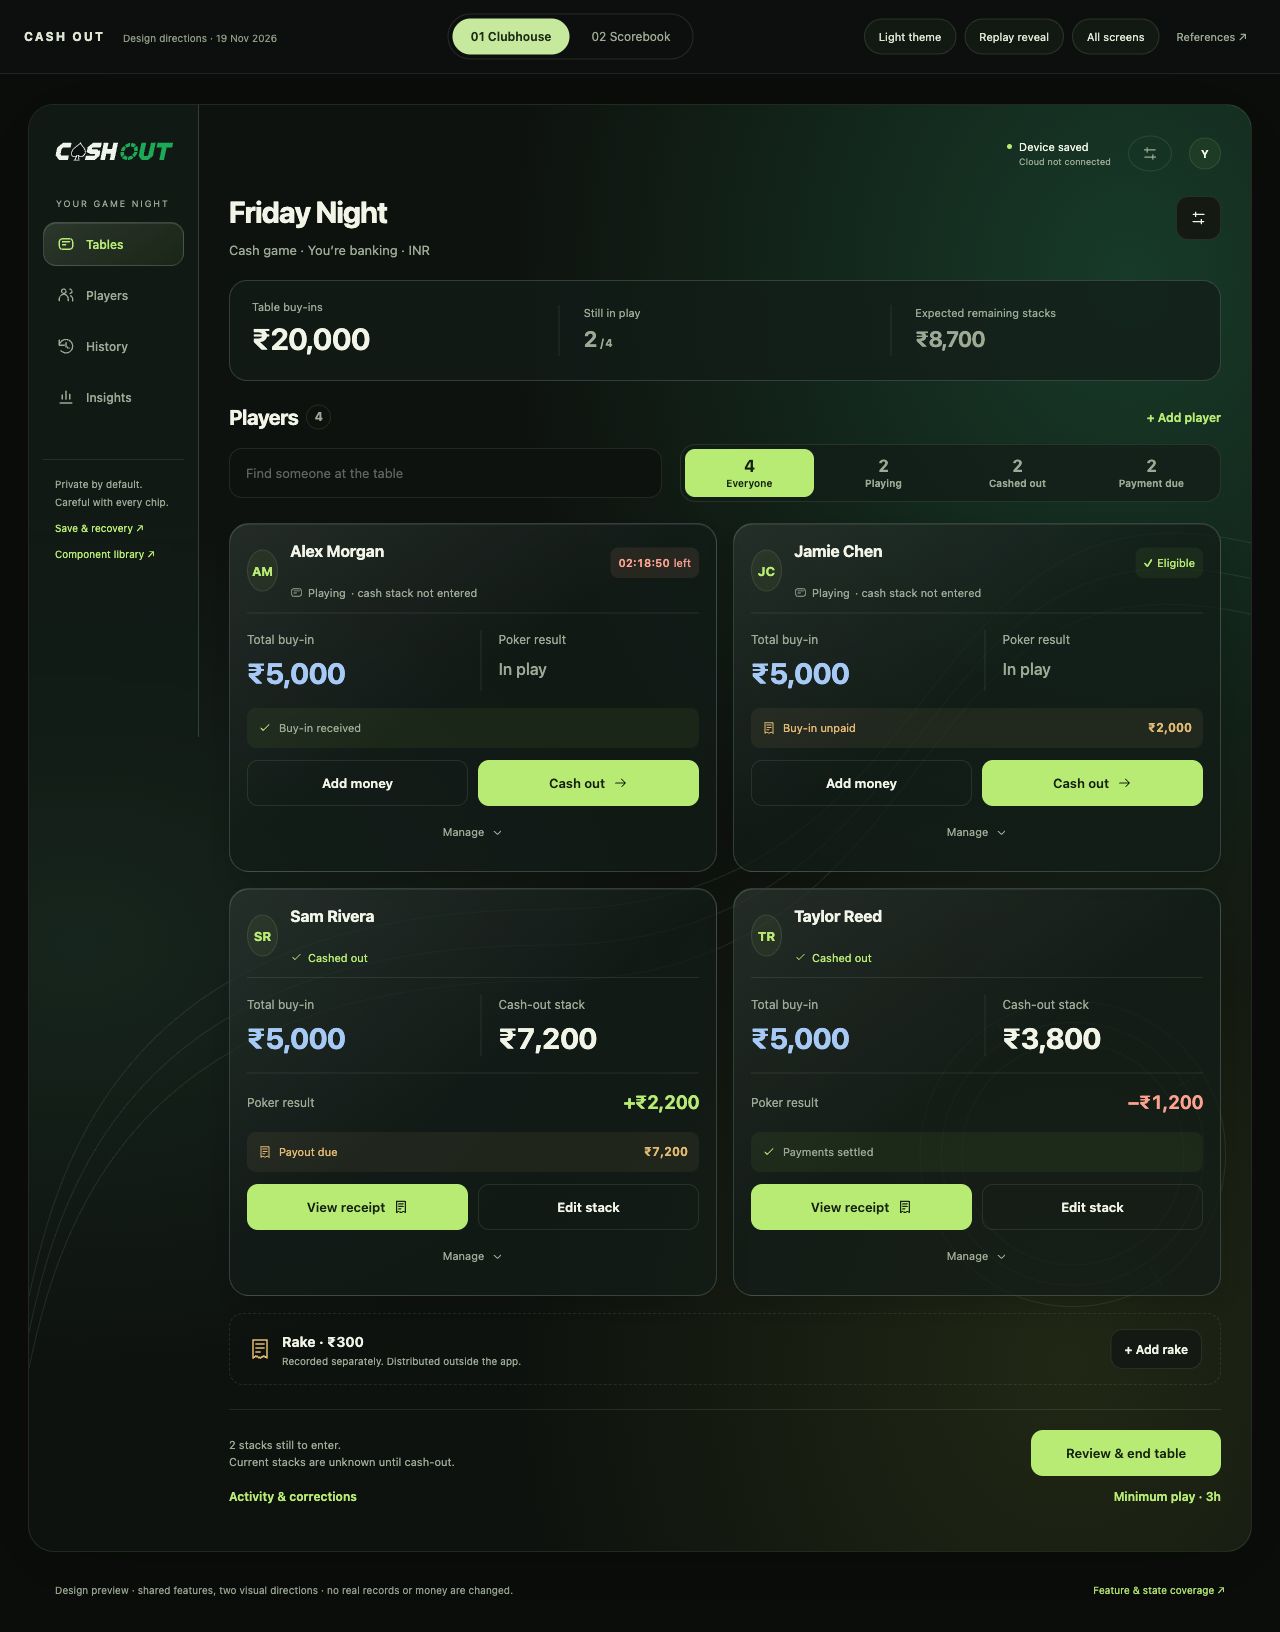 CASH OUT
Design directions · 19 Nov 2026
01 Clubhouse
02 Scorebook
Light theme
Replay reveal
All screens
References ↗
CASHOUT
Device saved
Cloud not connected
Y
YOUR GAME NIGHT
Tables
Players
History
Insights
Private by default.
Careful with every chip.
Save & recovery ↗
Component library ↗
Friday Night
Cash game · You’re banking · INR
Table buy-ins
₹20,000
Still in play
2 / 4
Expected remaining stacks
₹8,700
Players 4
+ Add player
Find someone at the table
4
Everyone
2
Playing
2
Cashed out
2
Payment due
AM
Alex Morgan
02:18:50 left
Playing · cash stack not entered
Total buy-in
₹5,000
Poker result
In play
Buy-in received
Add money
Cash out →
Manage
JC
Jamie Chen
✓ Eligible
Playing · cash stack not entered
Total buy-in
₹5,000
Poker result
In play
Buy-in unpaid
₹2,000
Add money
Cash out →
Manage
SR
Sam Rivera
Cashed out
Total buy-in
₹5,000
Cash-out stack
₹7,200
Poker result
+₹2,200
Payout due
₹7,200
View receipt
Edit stack
Manage
TR
Taylor Reed
Cashed out
Total buy-in
₹5,000
Cash-out stack
₹3,800
Poker result
−₹1,200
Payments settled
View receipt
Edit stack
Manage
Rake · ₹300
Recorded separately. Distributed outside the app.
+ Add rake
2 stacks still to enter.
Current stacks are unknown until cash-out.
Review & end table
Activity & corrections
Minimum play · 3h
Design preview · shared features, two visual directions · no real records or money are changed.
Feature & state coverage ↗